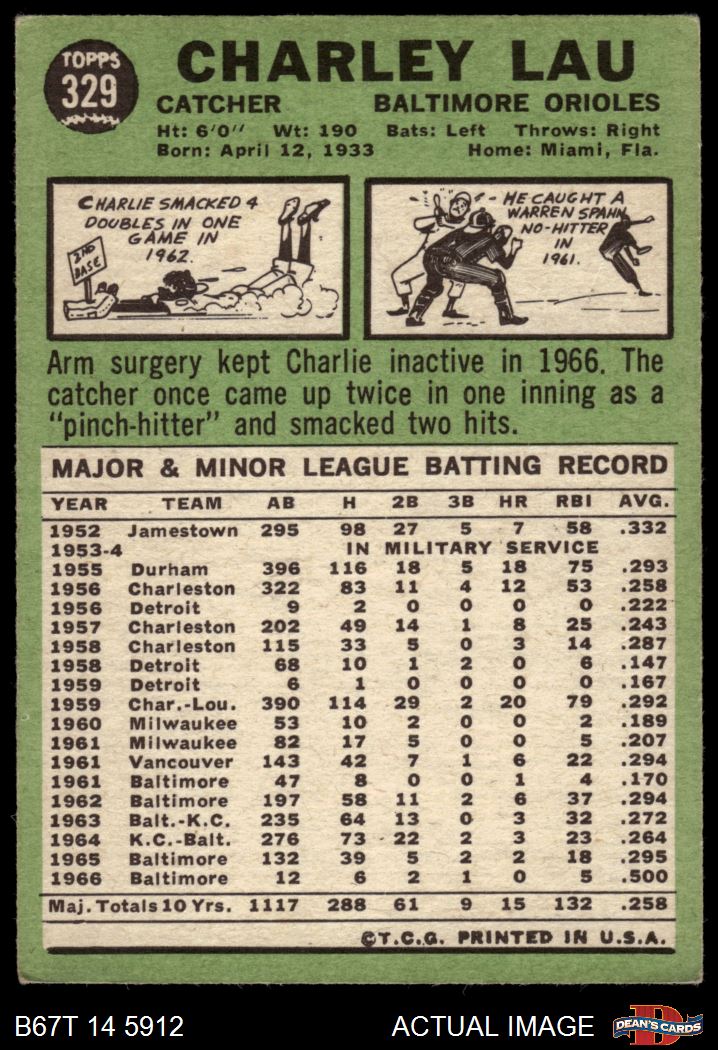 TOPPS
329
CHARLEY LAU
CATCHER BALTIMORE ORIOLES
Ht: 6'0" Wt: 190 Bats: Left Throws: Right
Born: April 12, 1933 Home: Miami, Fla.
CHARLIE SMACKED 4
DOUBLES IN ONE
GAME IN
1962.
2ND
BASE
HE CAUGHT A
WARREN SPAHN
NO-HITTER
IN
1961.
Arm surgery kept Charlie inactive in 1966. The
catcher once came up twice in one inning as a
"pinch-hitter" and smacked two hits.
MAJOR & MINOR LEAGUE BATTING RECORD
YEAR TEAM AB H 2B 3B HR RBI AVG.
1952 Jamestown 295 98 27 5 7 58 .332
1953-4 IN MILITARY SERVICE
1955 Durham 396 116 18 5 18 75 .293
1956 Charleston 322 83 11 4 12 53 .258
1956 Detroit 9 2 0 0 0 0 .222
1957 Charleston 202 49 14 1 8 25 .243
1958 Charleston 115 33 5 0 3 14 .287
1958 Detroit 68 10 1 2 0 6 .147
1959 Detroit 6 1 0 0 0 0 .167
1959 Char.-Lou. 390 114 29 2 20 79 .292
1960 Milwaukee 53 10 2 0 0 2 .189
1961 Milwaukee 82 17 5 0 0 5 .207
1961 Vancouver 143 42 7 1 6 22 .294
1961 Baltimore 47 8 0 0 1 4 .170
1962 Baltimore 197 58 11 2 6 37 .294
1963 Balt.-K.C. 235 64 13 0 3 32 .272
1964 K.C.-Balt. 276 73 22 2 3 23 .264
1965 Baltimore 132 39 5 2 2 18 .295
1966 Baltimore 12 6 2 1 0 5 .500
Maj. Totals 10 Yrs. 1117 288 61 9 15 132 .258
©T.C.G. PRINTED IN U.S.A.
B67T 14 5912 ACTUAL IMAGE
D
DEAN'S CARDS